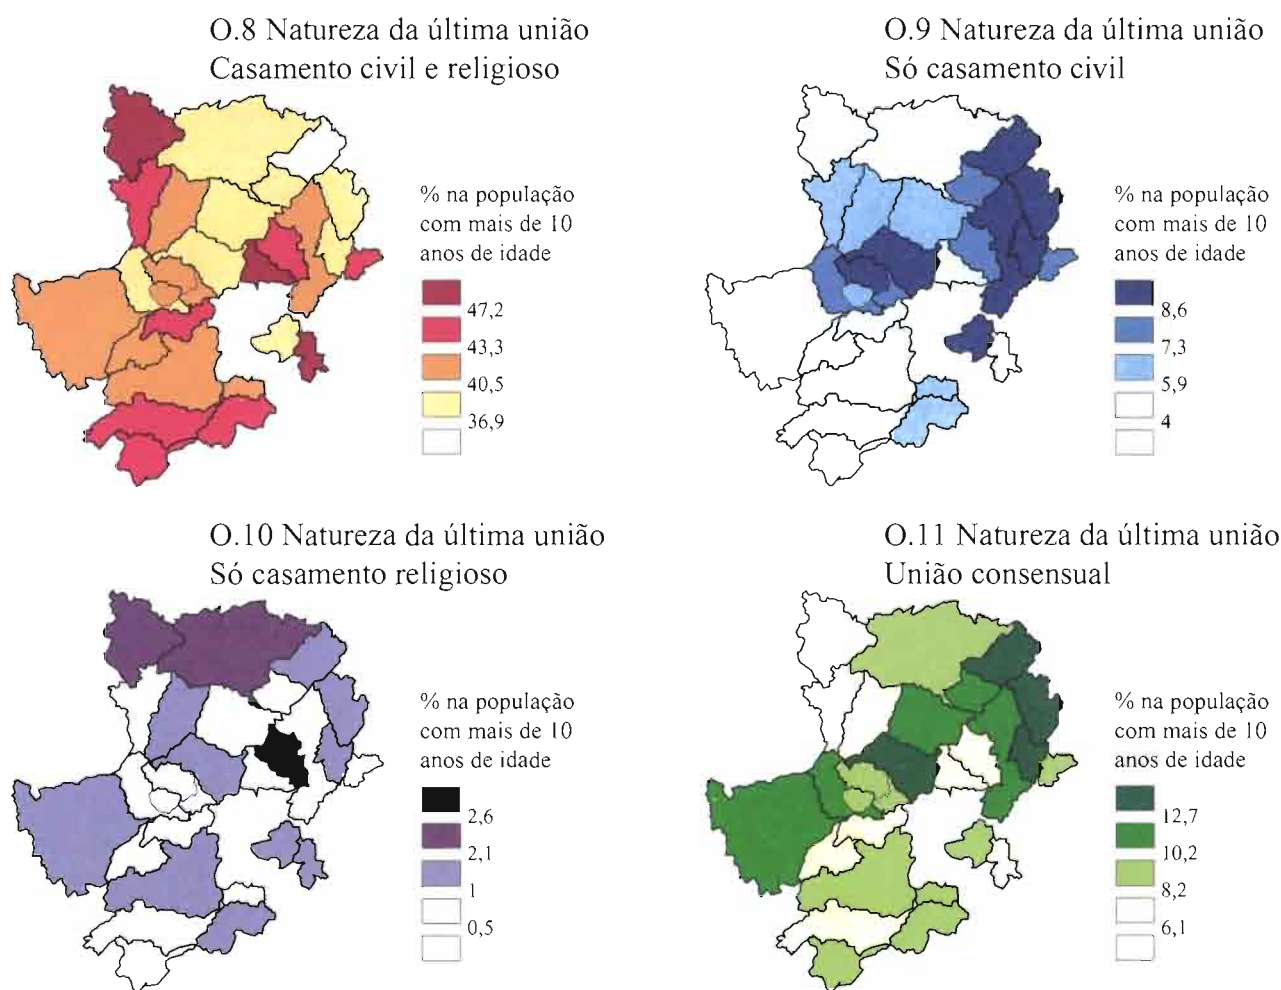 O.8 Natureza da última união
Casamento civil e religioso
% na população
com mais de 10
anos de idade
47,2
43,3
40,5
36,9
O.9 Natureza da última união
Só casamento civil
% na população
com mais de 10
anos de idade
8,6
7,3
5,9
4
O.10 Natureza da última união
Só casamento religioso
% na população
com mais de 10
anos de idade
2,6
2,1
1
0,5
O.11 Natureza da última união
União consensual
% na população
com mais de 10
anos de idade
12,7
10,2
8,2
6,1